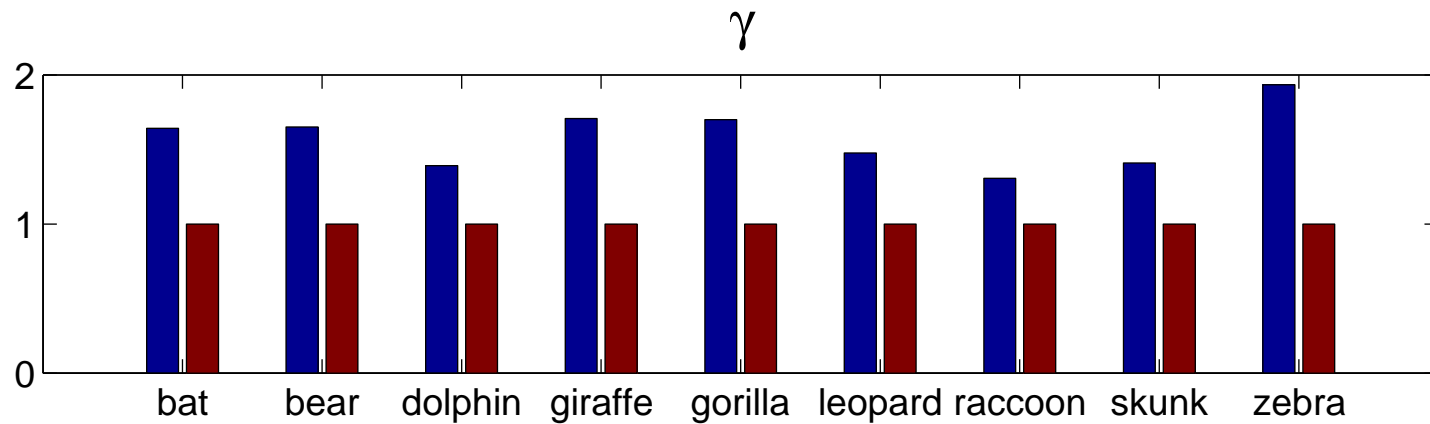 γ
2
1
0
bat bear dolphin giraffe gorilla leopard raccoon skunk zebra